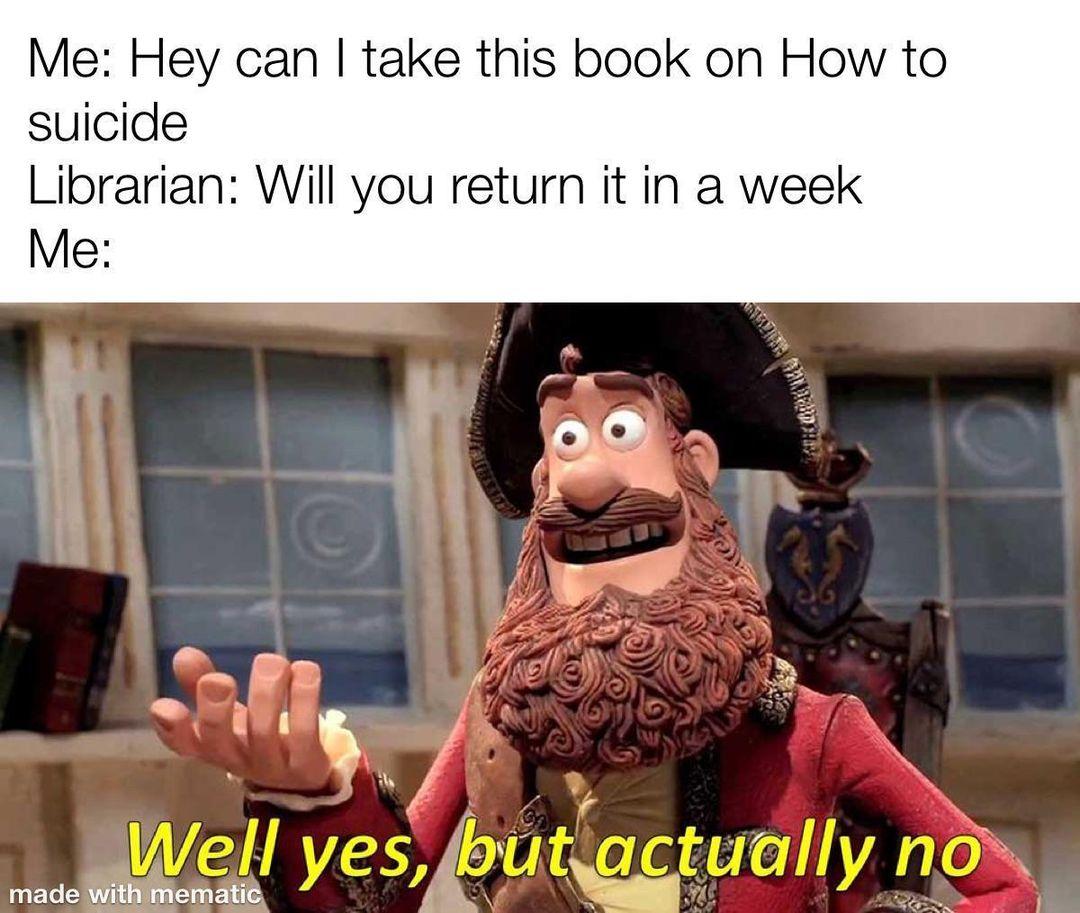 Me: Hey can I take this book on How to
suicide
Librarian: Will you return it in a week
Me:
Well yes, but actually no
made with mematic